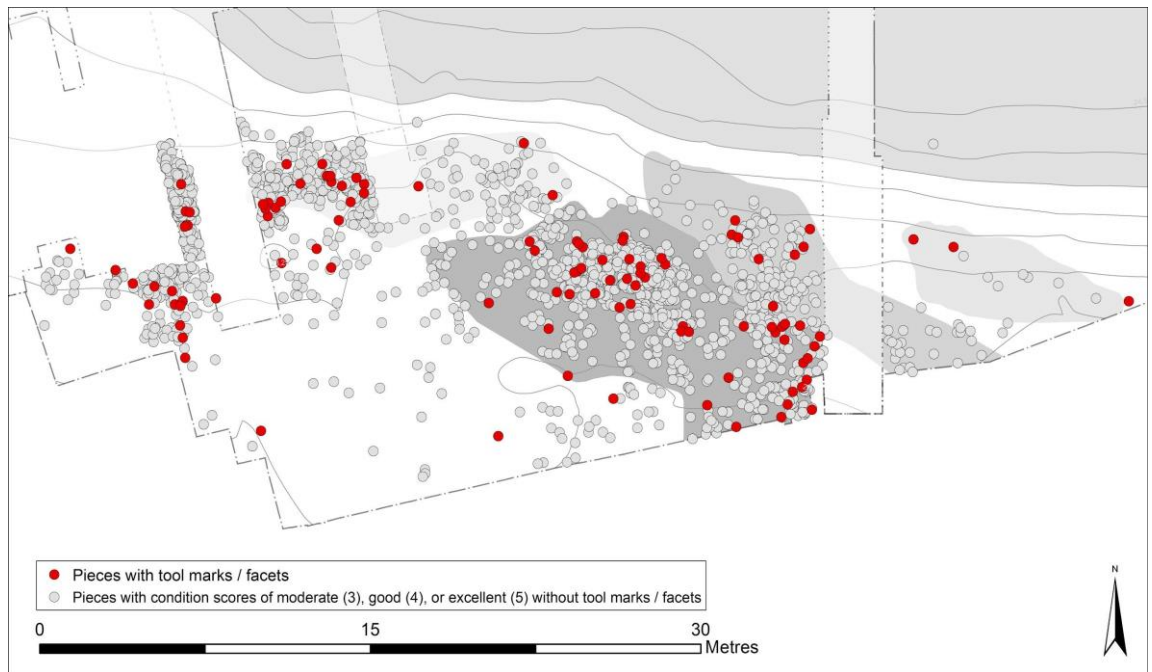 N
Pieces with tool marks / facets
Pieces with condition scores of moderate (3), good (4), or excellent (5) without tool marks / facets
0 15 30
Metres